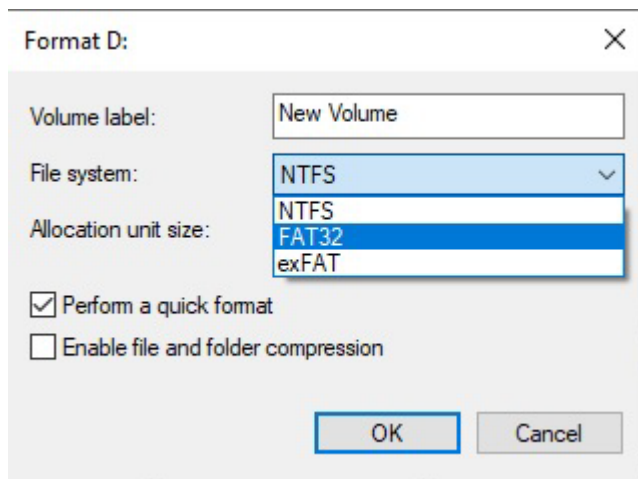 Format D:
Volume label: New Volume
File system: NTFS
NTFS
Allocation unit size: FAT32
exFAT
Perform a quick format
Enable file and folder compression
OK Cancel